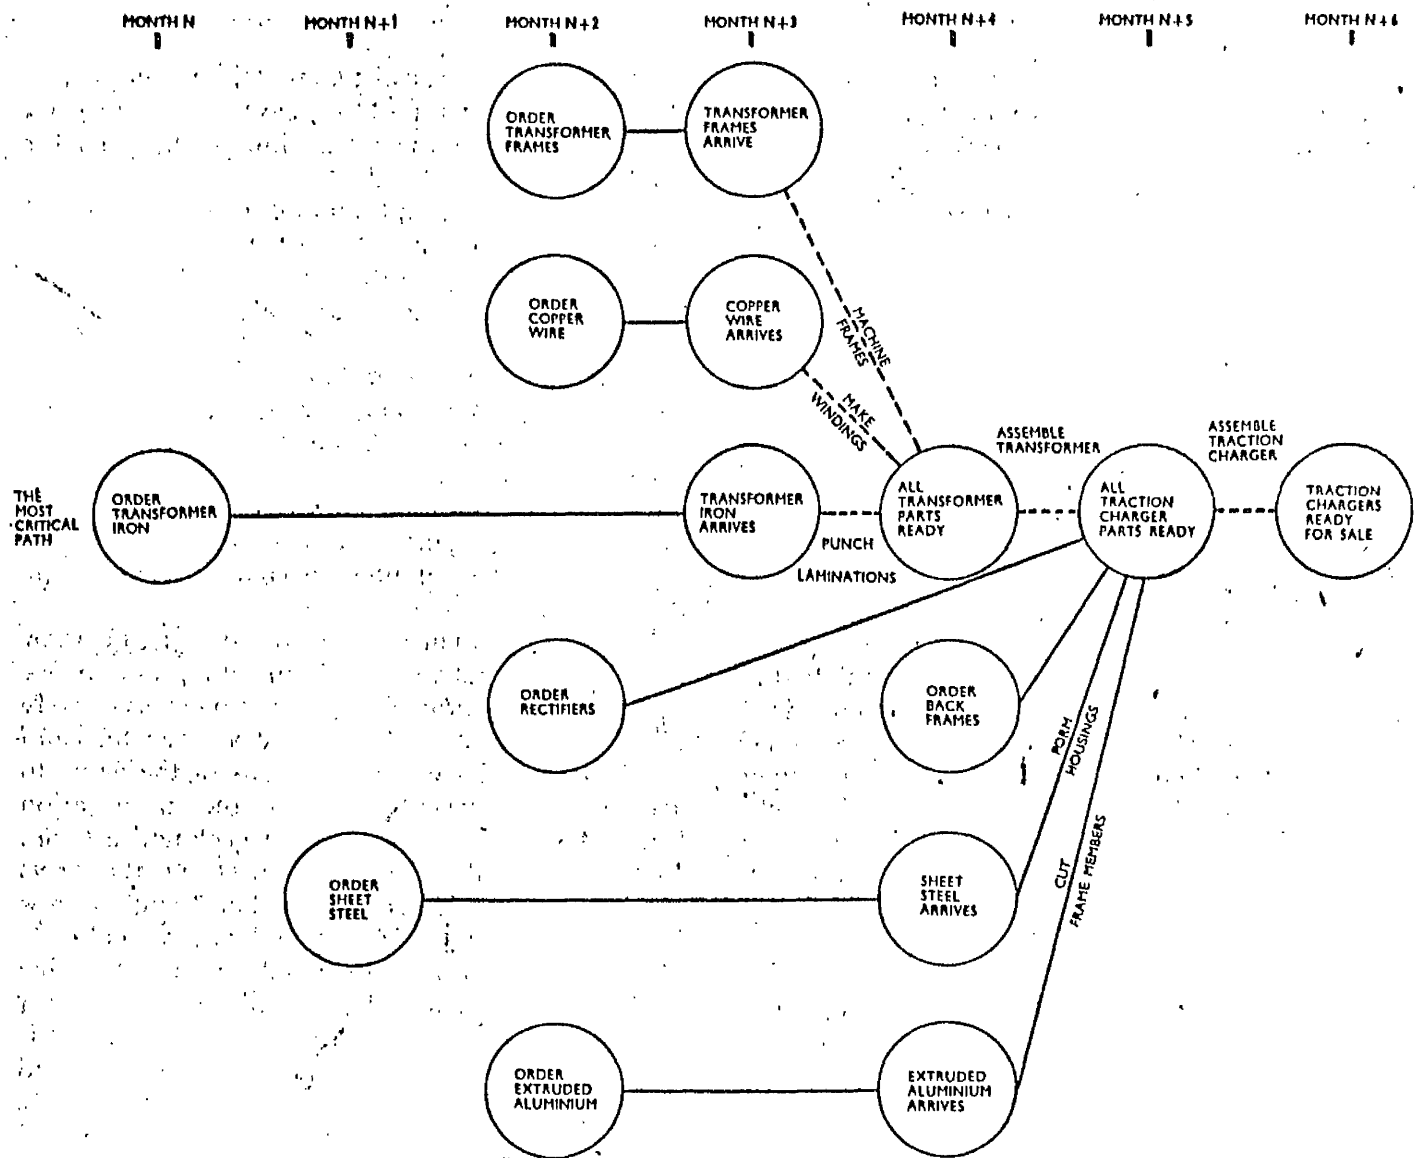 MONTH N
MONTH N+1
MONTH N+2
MONTH N+3
MONTH N+4
MONTH N+5
MONTH N+6
ORDER
TRANSFORMER
FRAMES
TRANSFORMER
FRAMES
ARRIVE
ORDER
COPPER
WIRE
COPPER
WIRE
ARRIVES
MACHINE
FRAMES
MAKE
WINDINGS
THE
MOST
CRITICAL
PATH
ORDER
TRANSFORMER
IRON
TRANSFORMER
IRON
ARRIVES
PUNCH
LAMINATIONS
ALL
TRANSFORMER
PARTS
READY
ASSEMBLE
TRANSFORMER
ALL
TRACTION
CHARGER
PARTS READY
ASSEMBLE
TRACTION
CHARGER
TRACTION
CHARGERS
READY
FOR SALE
ORDER
RECTIFIERS
ORDER
BACK
FRAMES
FORM
HOUSINGS
ORDER
SHEET
STEEL
SHEET
STEEL
ARRIVES
CUT
FRAME MEMBERS
ORDER
EXTRUDED
ALUMINIUM
EXTRUDED
ALUMINIUM
ARRIVES